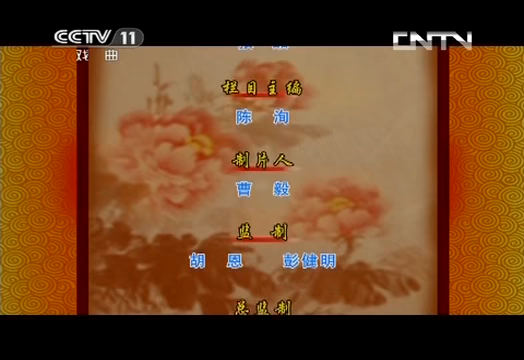 CCTV 11
戏 曲
CNTV
栏目主编
陈 洵
制片人
曹 毅
监 制
胡 恩 彭健明
总监制